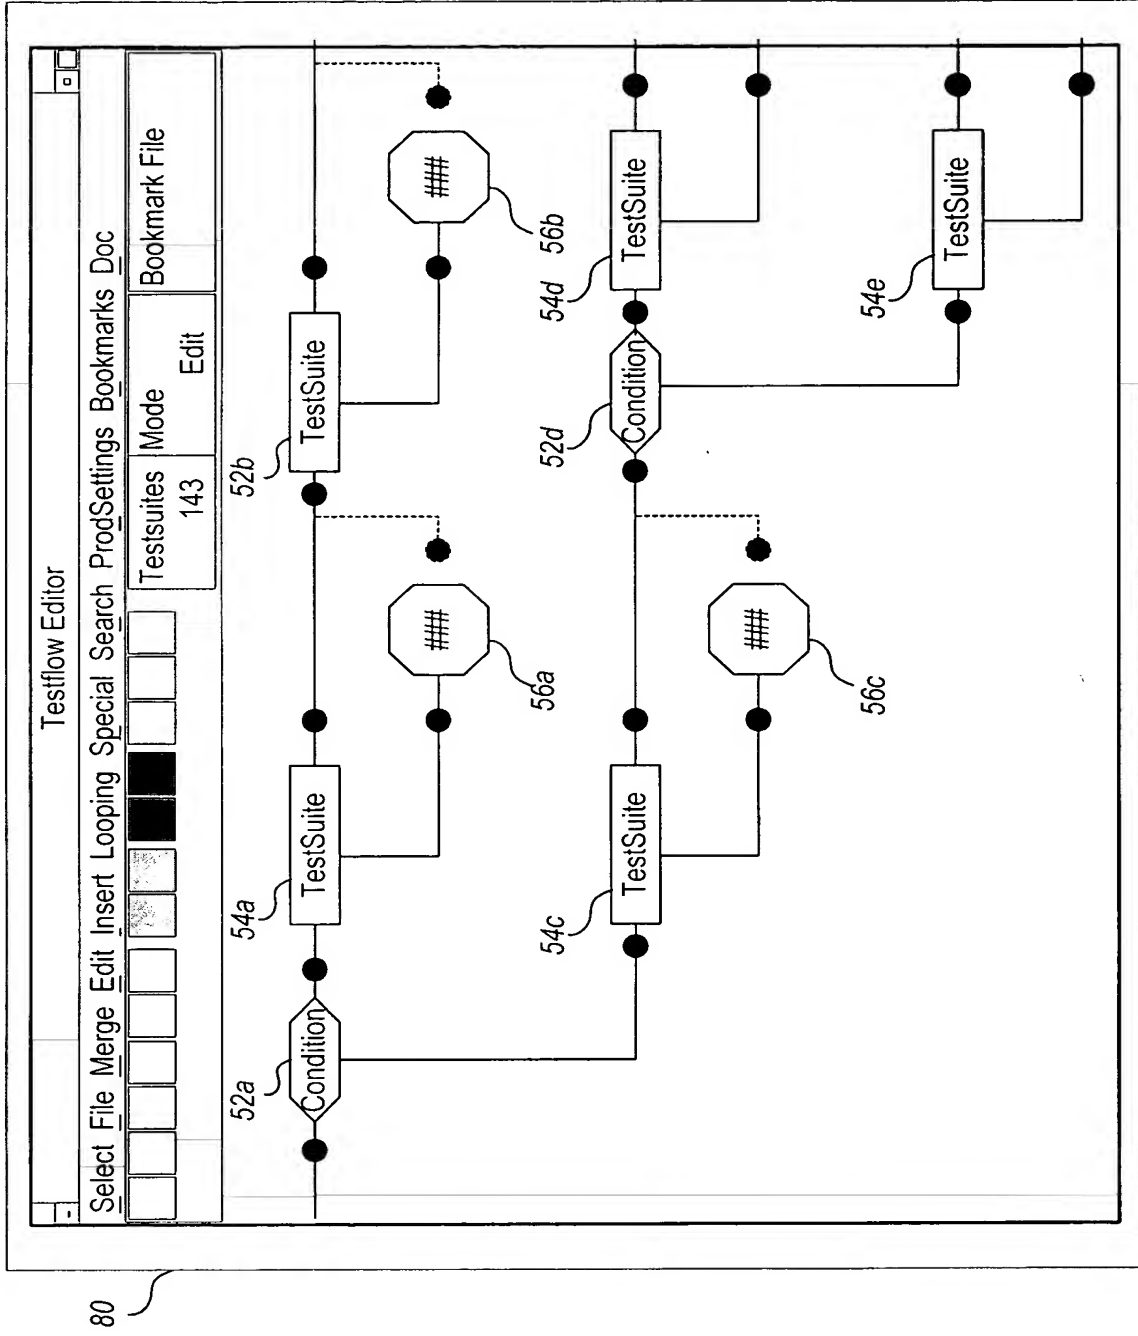 Testflow Editor
Select File Merge Edit Insert Looping Special Search ProdSettings Bookmarks Doc
Testsuites
143
Mode
Edit
Bookmark File
52a
Condition
54a
TestSuite
56a
###
52b
TestSuite
56b
###
54c
TestSuite
56c
###
52d
Condition
54d
TestSuite
54e
TestSuite
80